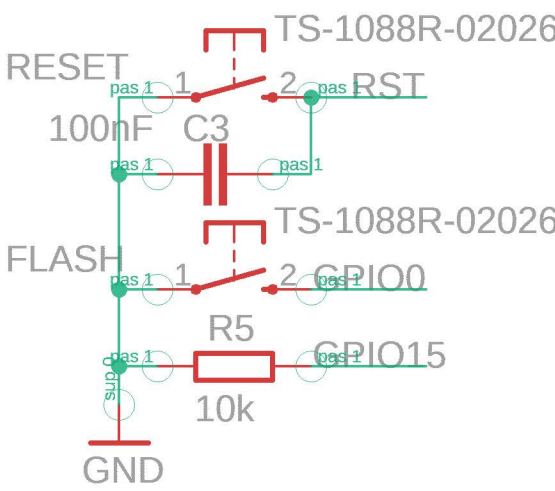 TS-1088R-02026
RESET
pas 1
1
2
pas 1
RST
100nF
C3
pas 1
pas 1
TS-1088R-02026
FLASH
pas 1
1
2
GPIO0
pas 1
R5
pas 1
pas 1
GPIO15
sup 0
10k
GND